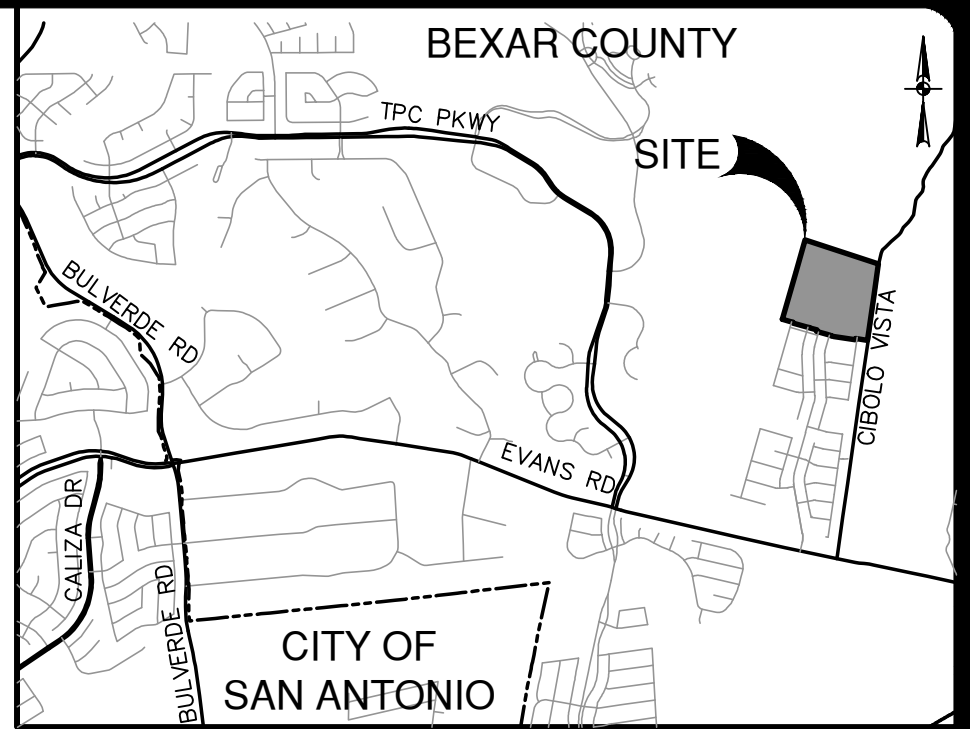 BEXAR COUNTY
TPC PKWY
SITE
BULVERDE RD
CIBOLO VISTA
EVANS RD
CALIZA DR
BULVERDE RD
CITY OF
SAN ANTONIO